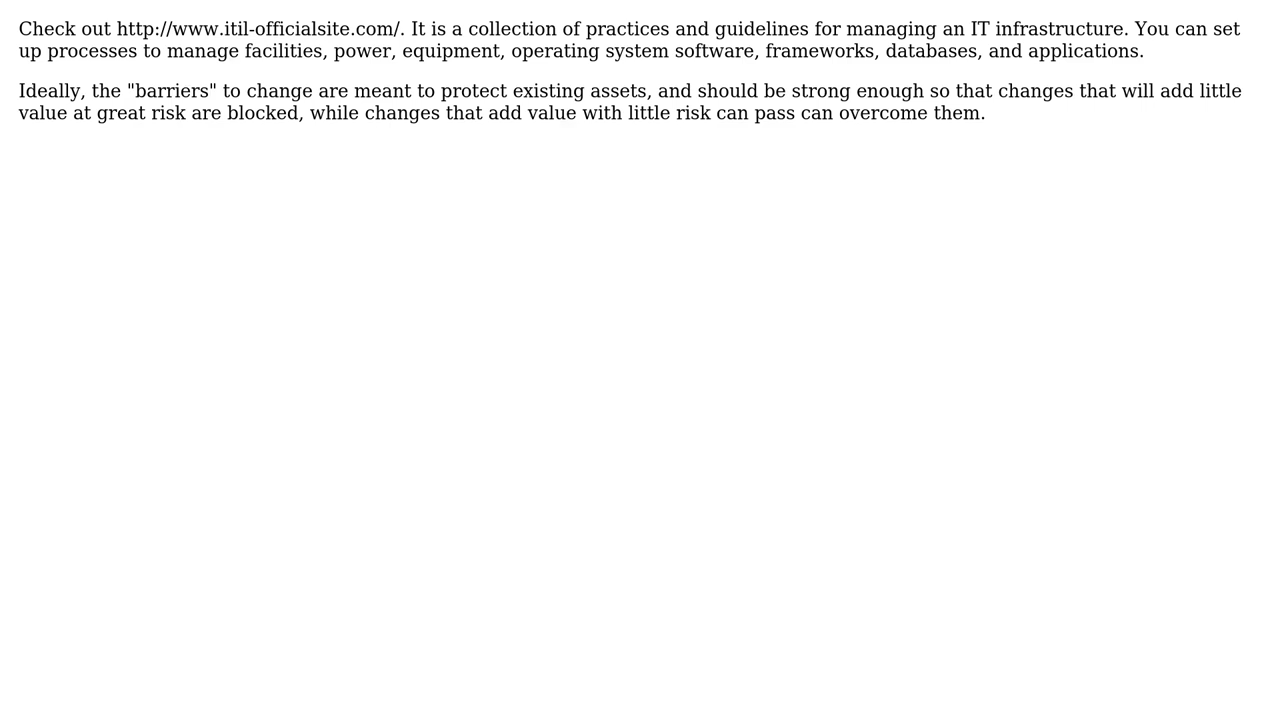 Check out http://www.itil-officialsite.com/. It is a collection of practices and guidelines for managing an IT infrastructure. You can set
up processes to manage facilities, power, equipment, operating system software, frameworks, databases, and applications.
Ideally, the "barriers" to change are meant to protect existing assets, and should be strong enough so that changes that will add little
value at great risk are blocked, while changes that add value with little risk can pass can overcome them.